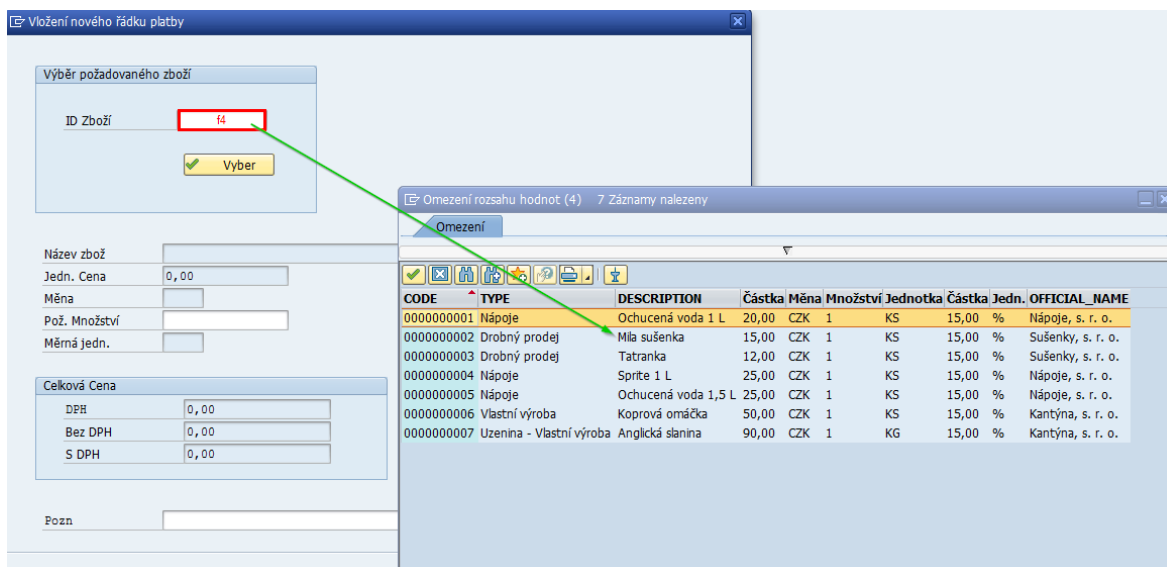 Vložení nového řádku platby
Výběr požadovaného zboží
ID Zboží f4
Vyber
Název zbož
Jedn. Cena 0,00
Měna
Pož. Množství
Měrná jedn.
Celková Cena
DPH 0,00
Bez DPH 0,00
S DPH 0,00
Pozn
Omezení rozsahu hodnot (4) 7 Záznamy nalezeny
Omezení
CODE TYPE DESCRIPTION Částka Měna Množství Jednotka Částka Jedn. OFFICIAL_NAME
0000000001 Nápoje Ochucená voda 1 L 20,00 CZK 1 KS 15,00 % Nápoje, s. r. o.
0000000002 Drobný prodej Mila sušenka 15,00 CZK 1 KS 15,00 % Sušenky, s. r. o.
0000000003 Drobný prodej Tatranka 12,00 CZK 1 KS 15,00 % Sušenky, s. r. o.
0000000004 Nápoje Sprite 1 L 25,00 CZK 1 KS 15,00 % Nápoje, s. r. o.
0000000005 Nápoje Ochucená voda 1,5 L 25,00 CZK 1 KS 15,00 % Nápoje, s. r. o.
0000000006 Vlastní výroba Koprová omáčka 50,00 CZK 1 KS 15,00 % Kantýna, s. r. o.
0000000007 Uzenina - Vlastní výroba Anglická slanina 90,00 CZK 1 KG 15,00 % Kantýna, s. r. o.